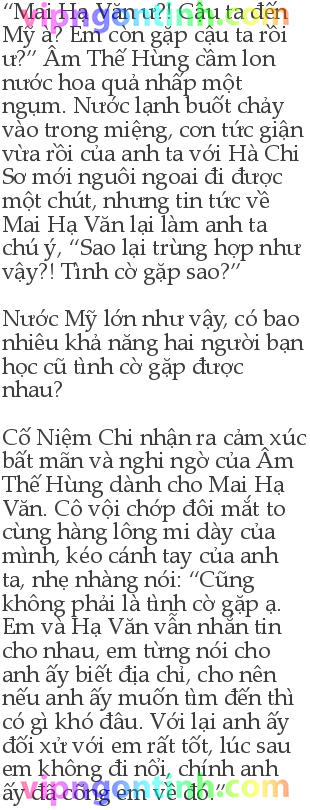 “Mai Hạ Văn ư?! Cậu ta đến
Mỹ à? Em còn gặp cậu ta rồi
ư?” Âm Thế Hùng cầm lon
nước hoa quả nhấp một
ngụm. Nước lạnh buốt chảy
vào trong miệng, cơn tức giận
vừa rồi của anh ta với Hà Chi
Sơ mới nguôi ngoai đi được
một chút, nhưng tin tức về
Mai Hạ Văn lại làm anh ta
chú ý, “Sao lại trùng hợp như
vậy?! Tình cờ gặp sao?”
Nước Mỹ lớn như vậy, có bao
nhiêu khả năng hai người bạn
học cũ tình cờ gặp được
nhau?
Cố Niệm Chi nhận ra cảm xúc
bất mãn và nghi ngờ của Âm
Thế Hùng dành cho Mai Hạ
Văn. Cô vội chớp đôi mắt to
cùng hàng lông mi dày của
mình, kéo cánh tay của anh
ta, nhẹ nhàng nói: “Cũng
không phải là tình cờ gặp ạ.
Em và Hạ Văn vẫn nhắn tin
cho nhau, em từng nói cho
anh ấy biết địa chỉ, cho nên
nếu anh ấy muốn tìm đến thì
có gì khó đâu. Với lại anh ấy
đối xử với em rất tốt, lúc sau
em không đi nổi, chính anh
ấy đã cõng em về đó.”
vipngontinh.com
vipngontinh.com